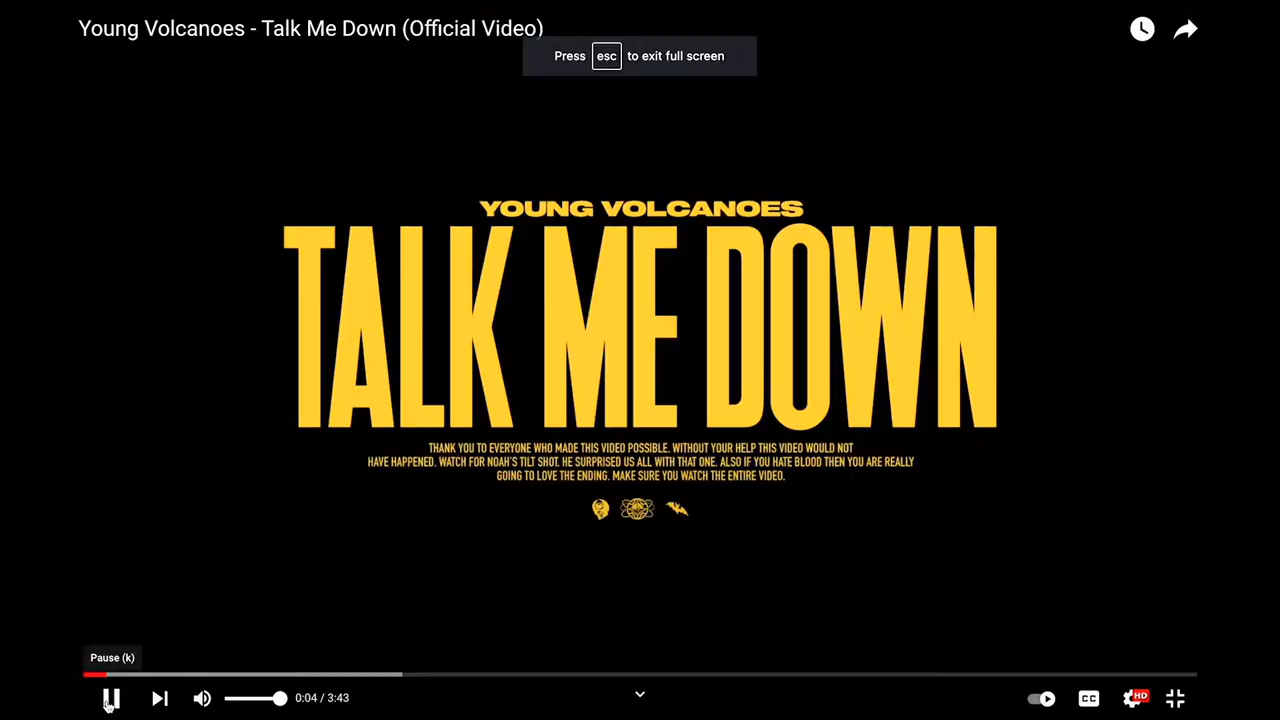 Young Volcanoes - Talk Me Down (Official Video)
Press esc to exit full screen
YOUNG VOLCANOES
TALK ME DOWN
THANK YOU TO EVERYONE WHO MADE THIS VIDEO POSSIBLE. WITHOUT YOUR HELP THIS VIDEO WOULD NOT
HAVE HAPPENED. WATCH FOR NOAH'S TILT SHOT. HE SURPRISED US ALL WITH THAT ONE. ALSO IF YOU HATE BLOOD THEN YOU ARE REALLY
GOING TO LOVE THE ENDING. MAKE SURE YOU WATCH THE ENTIRE VIDEO.
Pause (k)
0:04 / 3:43
CC
HD